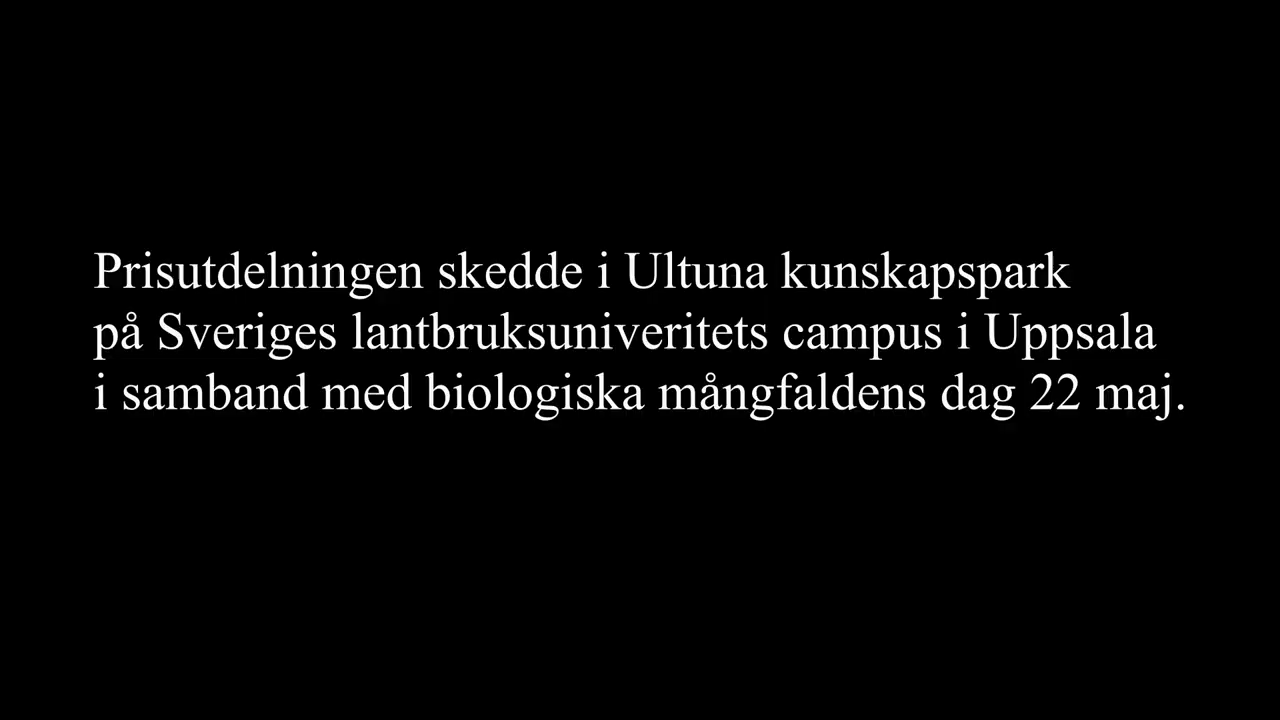 Prisutdelningen skedde i Ultuna kunskapspark
på Sveriges lantbruksuniveritets campus i Uppsala
i samband med biologiska mångfaldens dag 22 maj.